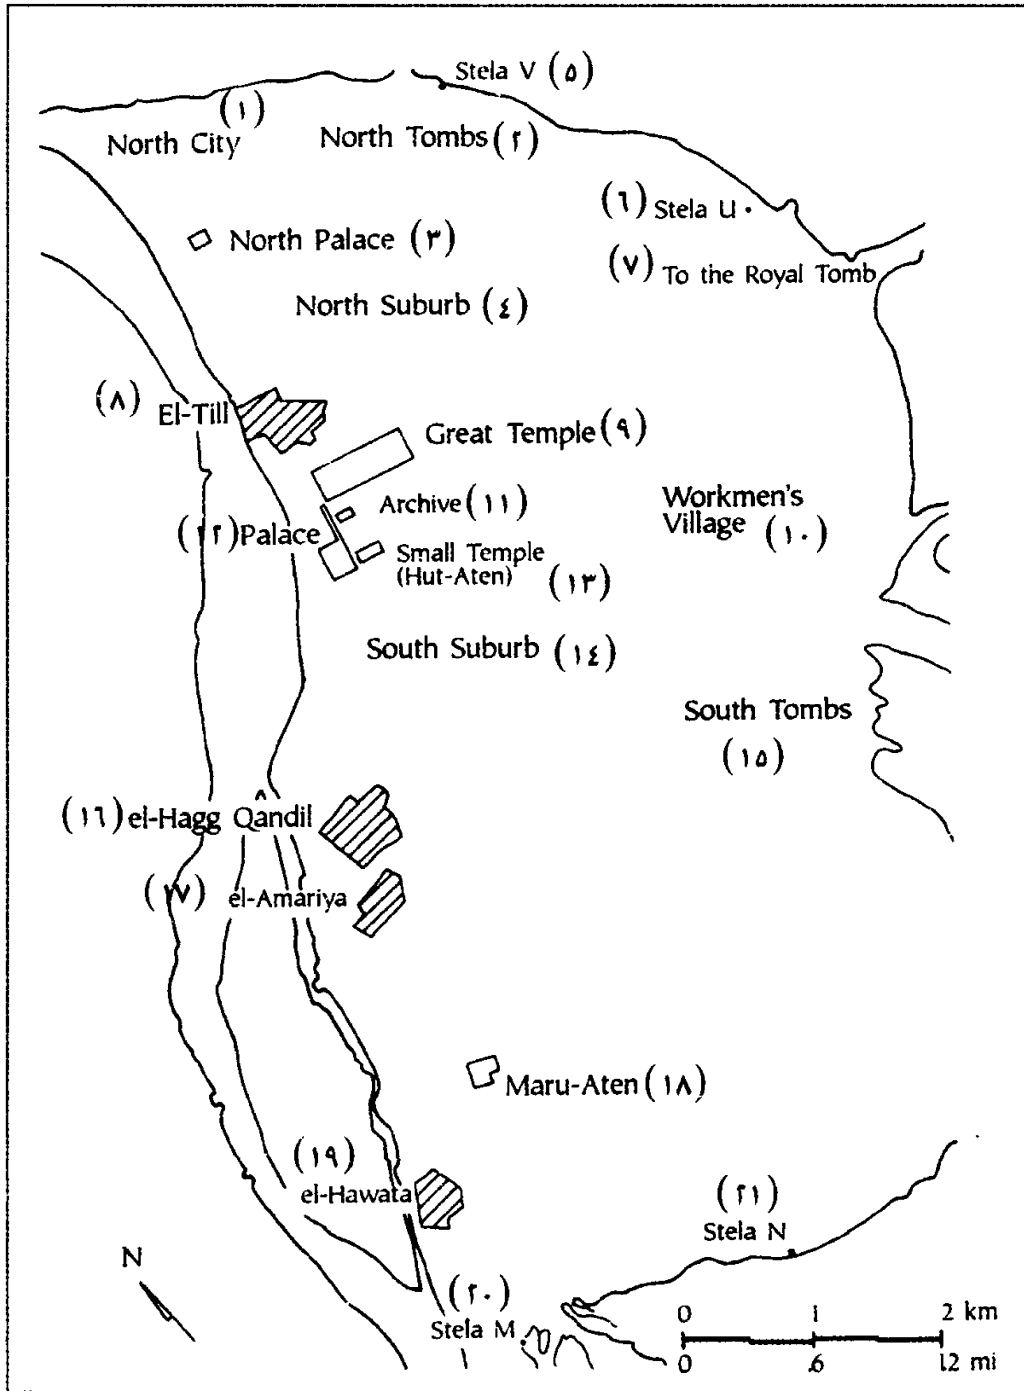 Stela V (٥)
(١)
North City
North Tombs (٢)
(٦) Stela U
North Palace (٣)
(٧) To the Royal Tomb
North Suburb (٤)
(٨) El-Till
Great Temple (٩)
Archive (١١)
Workmen's
Village (١٠)
(١٢) Palace
Small Temple
(Hut-Aten) (١٣)
South Suburb (١٤)
South Tombs
(١٥)
(١٦) el-Hagg Qândil
(١٧) el-Amariya
Maru-Aten (١٨)
(١٩)
el-Hawata
(٢١)
Stela N
N
(٢٠)
Stela M
0 1 2 km
0 .6 1.2 mi